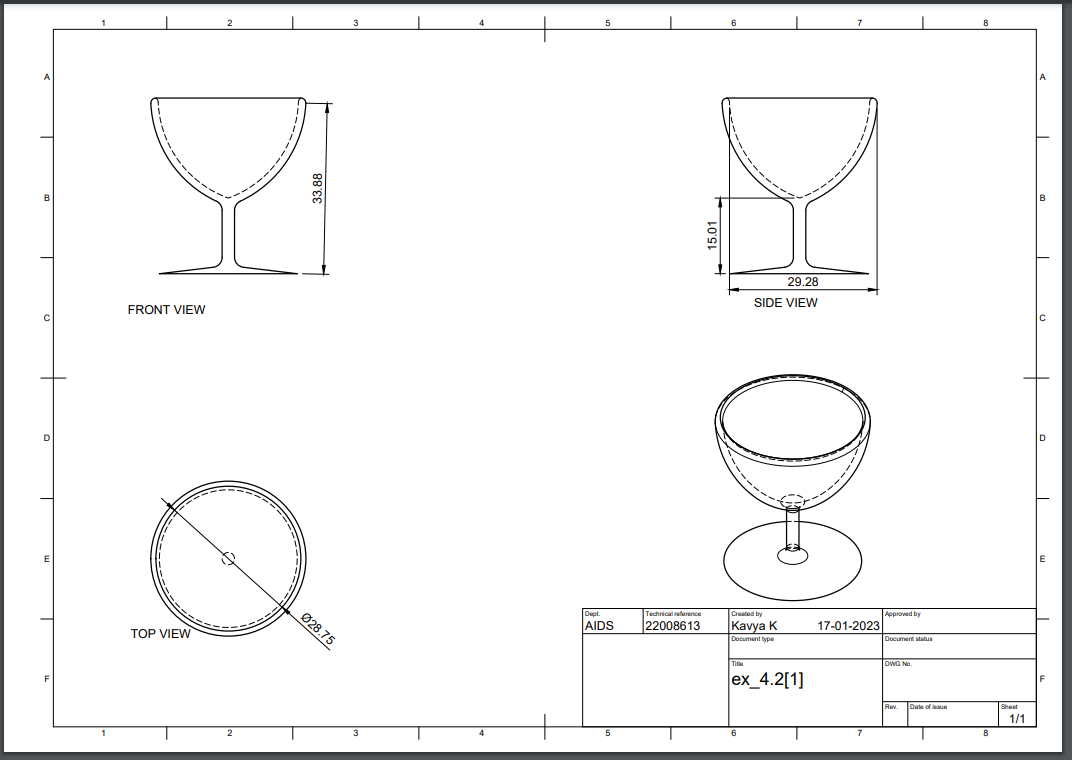 1 2 3 4 5 6 7 8
A A
33.88
B B
15.01
29.28
FRONT VIEW SIDE VIEW
C C
D D
E E
Ø28.75
TOP VIEW
Dept. Technical reference Created by Approved by
AIDS 22008613 Kavya K 17-01-2023
Document type Document status
Title DWG No.
ex_4.2[1]
F F
Rev. Date of issue Sheet
1/1
1 2 3 4 5 6 7 8